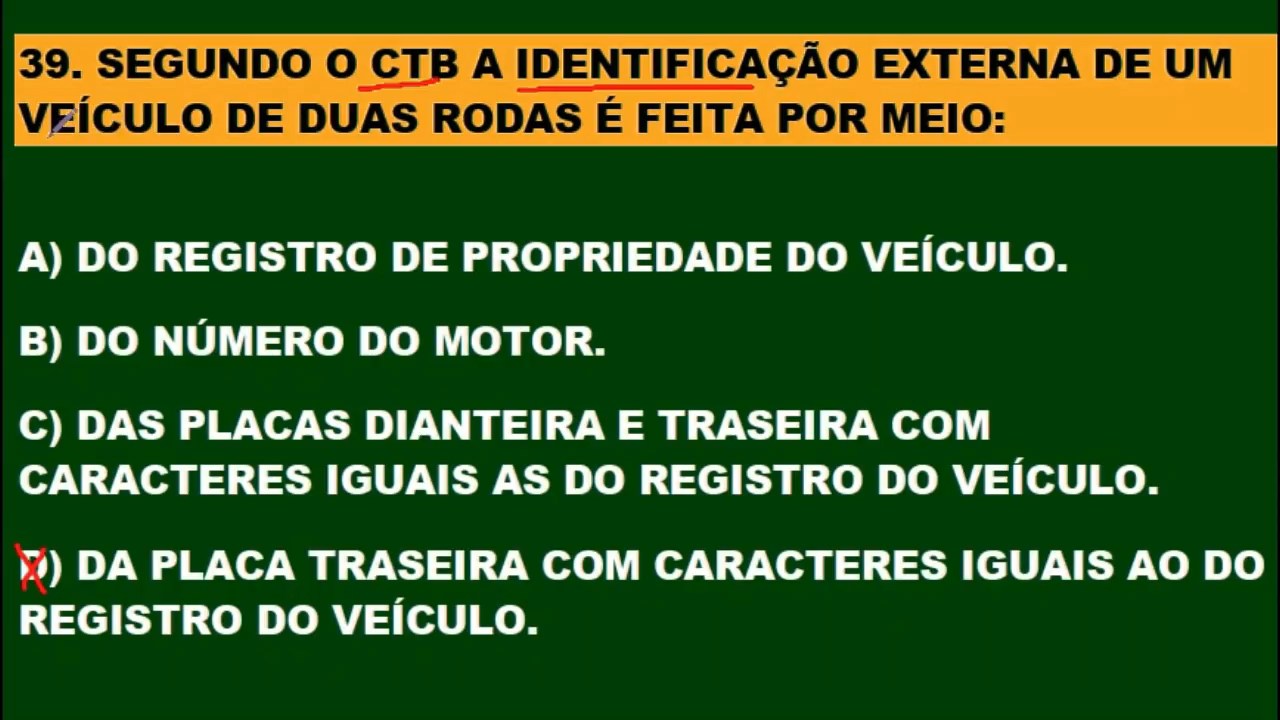 39. SEGUNDO O CTB A IDENTIFICAÇÃO EXTERNA DE UM
VEÍCULO DE DUAS RODAS É FEITA POR MEIO:
A) DO REGISTRO DE PROPRIEDADE DO VEÍCULO.
B) DO NÚMERO DO MOTOR.
C) DAS PLACAS DIANTEIRA E TRASEIRA COM
CARACTERES IGUAIS AS DO REGISTRO DO VEÍCULO.
D) DA PLACA TRASEIRA COM CARACTERES IGUAIS AO DO
REGISTRO DO VEÍCULO.